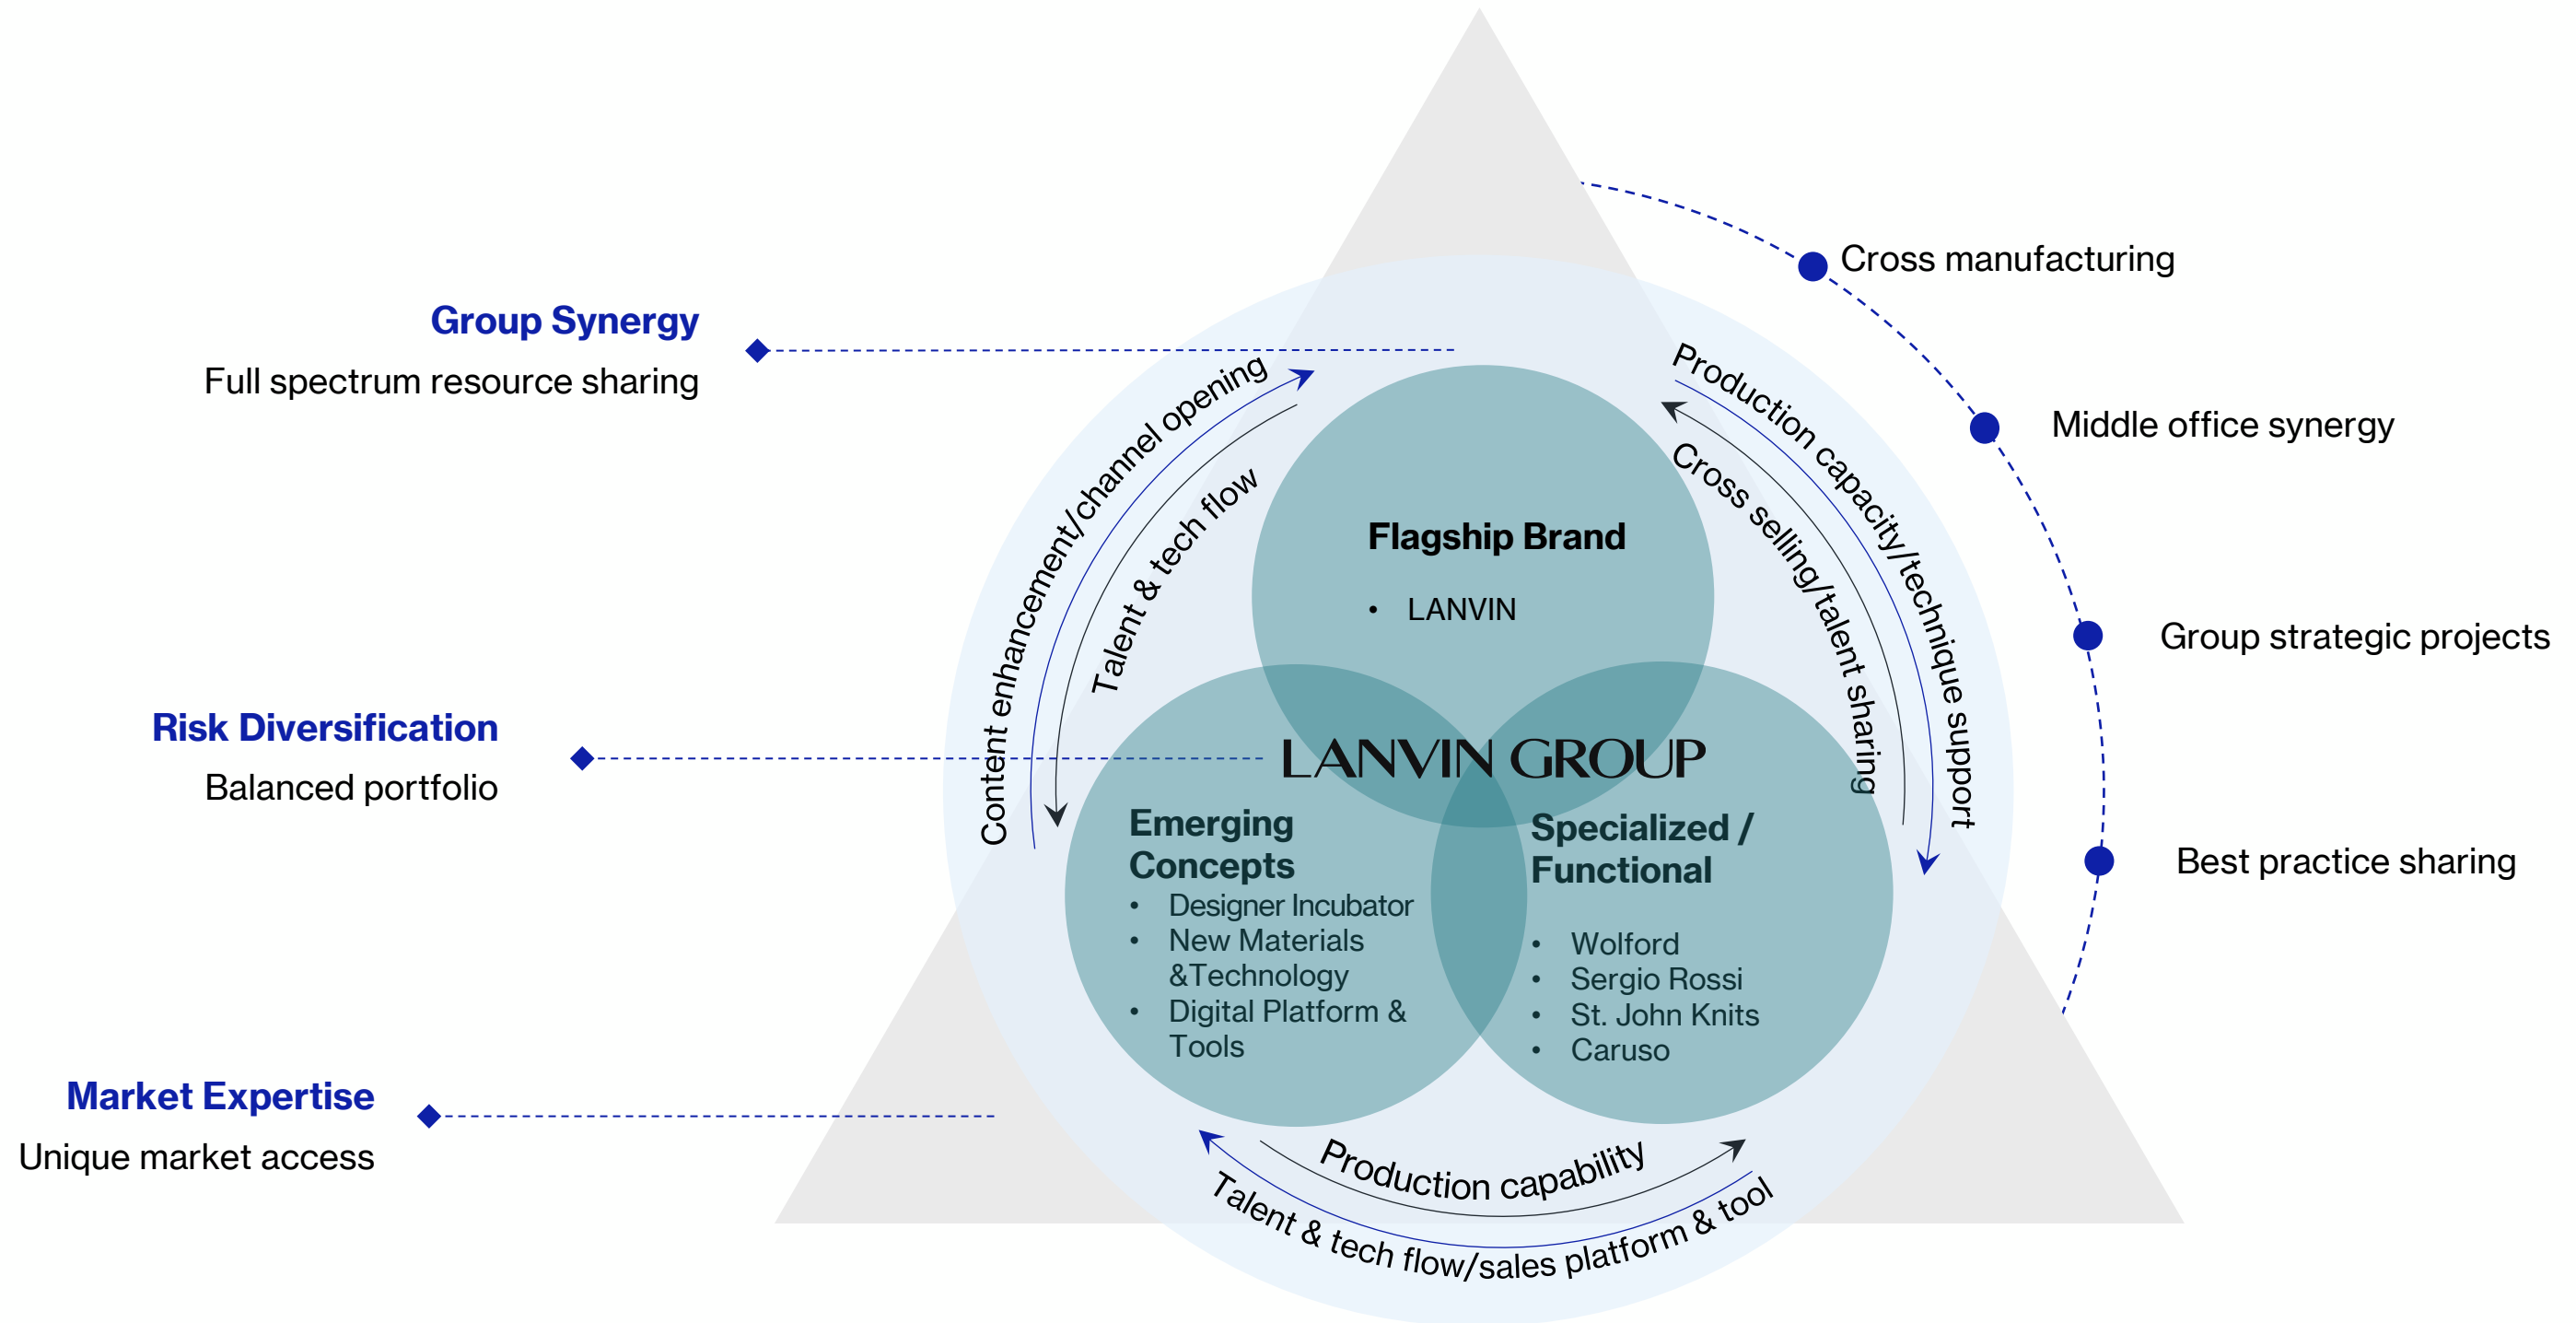 Group Synergy
Full spectrum resource sharing
Risk Diversification
Balanced portfolio
Market Expertise
Unique market access
Content enhancement/channel opening
Talent & tech flow
Production capacity/technique support
Cross selling/talent sharing
Flagship Brand
• LANVIN
LANVIN GROUP
Emerging
Concepts
• Designer Incubator
• New Materials
&Technology
• Digital Platform &
Tools
Specialized /
Functional
• Wolford
• Sergio Rossi
• St. John Knits
• Caruso
Production capability
Talent & tech flow/sales platform & tool
Cross manufacturing
Middle office synergy
Group strategic projects
Best practice sharing